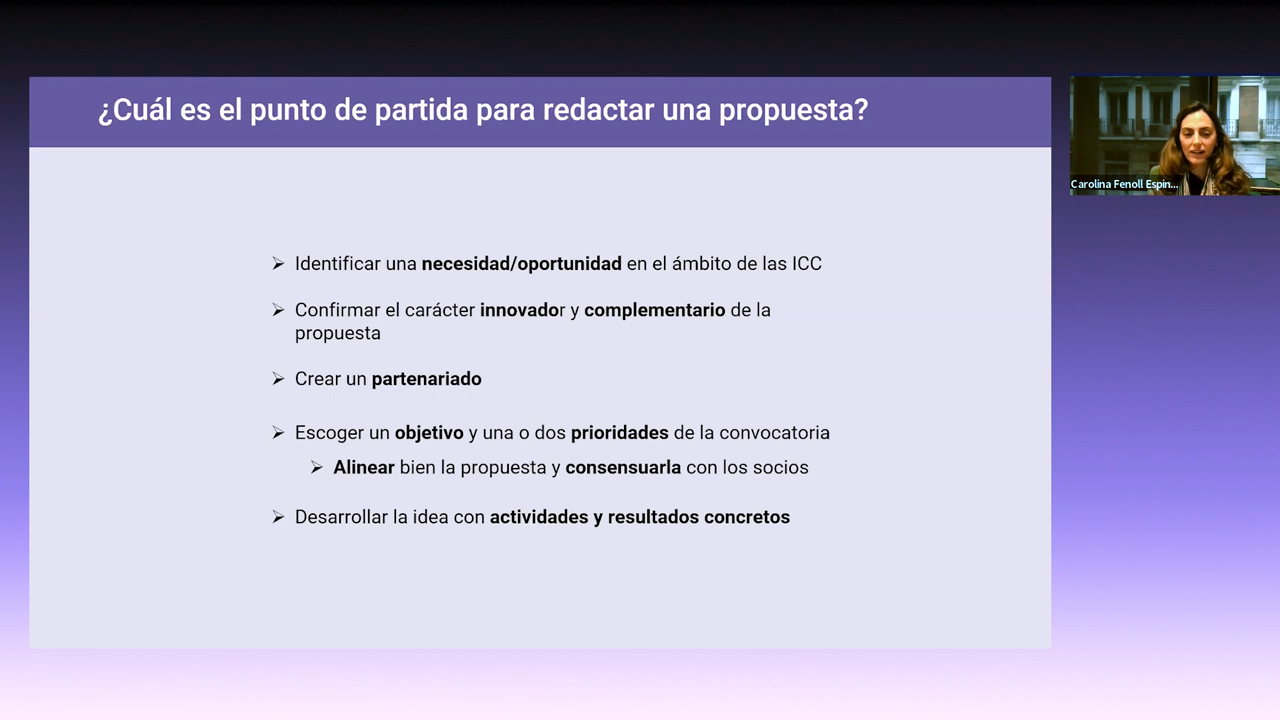 ¿Cuál es el punto de partida para redactar una propuesta?
Carolina Fenoll Espin...
➢ Identificar una necesidad/oportunidad en el ámbito de las ICC
➢ Confirmar el carácter innovador y complementario de la
propuesta
➢ Crear un partenariado
➢ Escoger un objetivo y una o dos prioridades de la convocatoria
➢ Alinear bien la propuesta y consensuarla con los socios
➢ Desarrollar la idea con actividades y resultados concretos